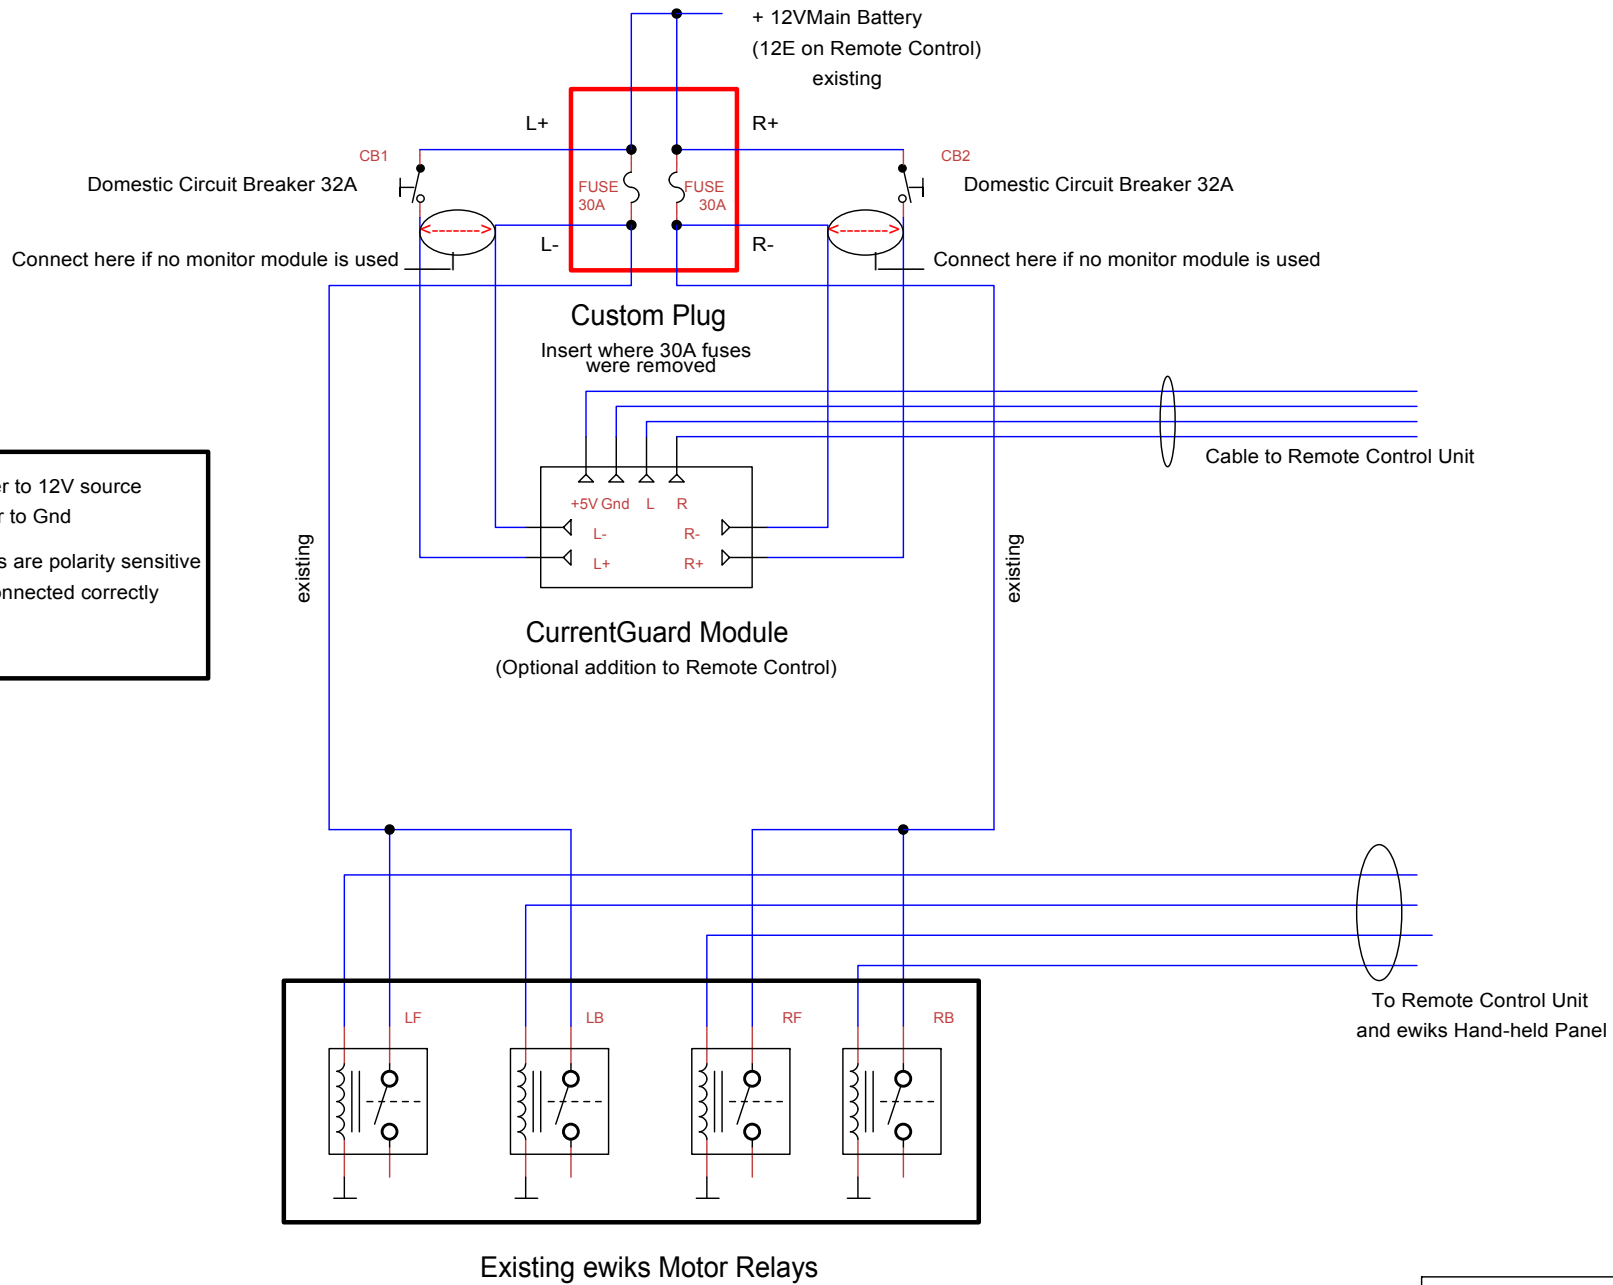 + 12VMain Battery
(12E on Remote Control)
existing
L+
R+
CB1
CB2
Domestic Circuit Breaker 32A
FUSE
30A
FUSE
30A
Domestic Circuit Breaker 32A
L-
R-
Connect here if no monitor module is used
Connect here if no monitor module is used
Custom Plug
Insert where 30A fuses
were removed
Cable to Remote Control Unit
to 12V source
to Gnd
are polarity sensitive
connected correctly
+5V Gnd L R
L- R-
L+ R+
existing
existing
CurrentGuard Module
(Optional addition to Remote Control)
To Remote Control Unit
and ewiks Hand-held Panel
LF
LB
RF
RB
Existing ewiks Motor Relays